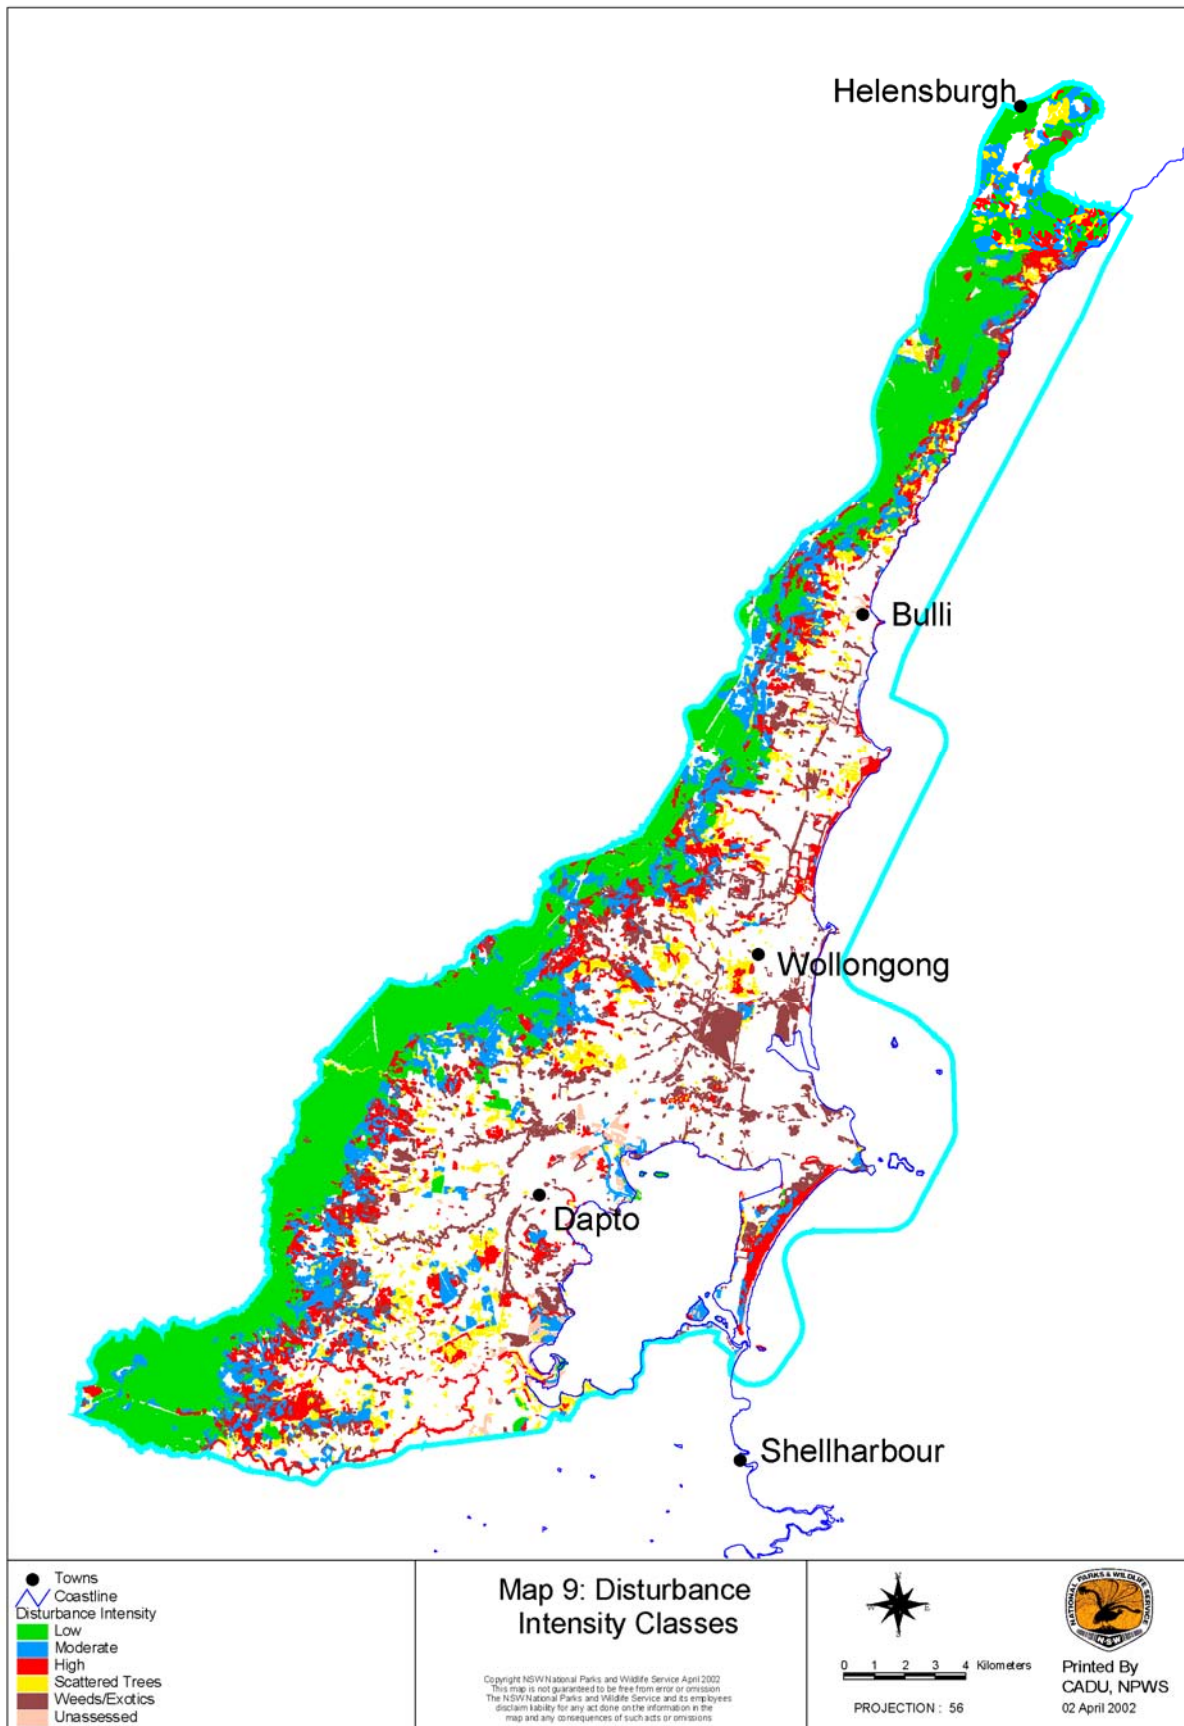 Helensburgh
Bulli
Wollongong
Dapto
Shellharbour
Towns
Coastline
Disturbance Intensity
Low
Moderate
High
Scattered Trees
Weeds/Exotics
Unassessed
Map 9: Disturbance
Intensity Classes
Copyright NSW National Parks and Wildlife Service April 2002
This map is not guaranteed to be free from error or omission
The NSW National Parks and Wildlife Service and its employees
disclaim liability for any act done on the information in the
map and any consequences of such acts or omissions
N
W E
S
0 1 2 3 4 Kilometers
PROJECTION : 56
NATIONAL PARKS & WILDLIFE SERVICE
N·S·W
Printed By
CADU, NPWS
02 April 2002